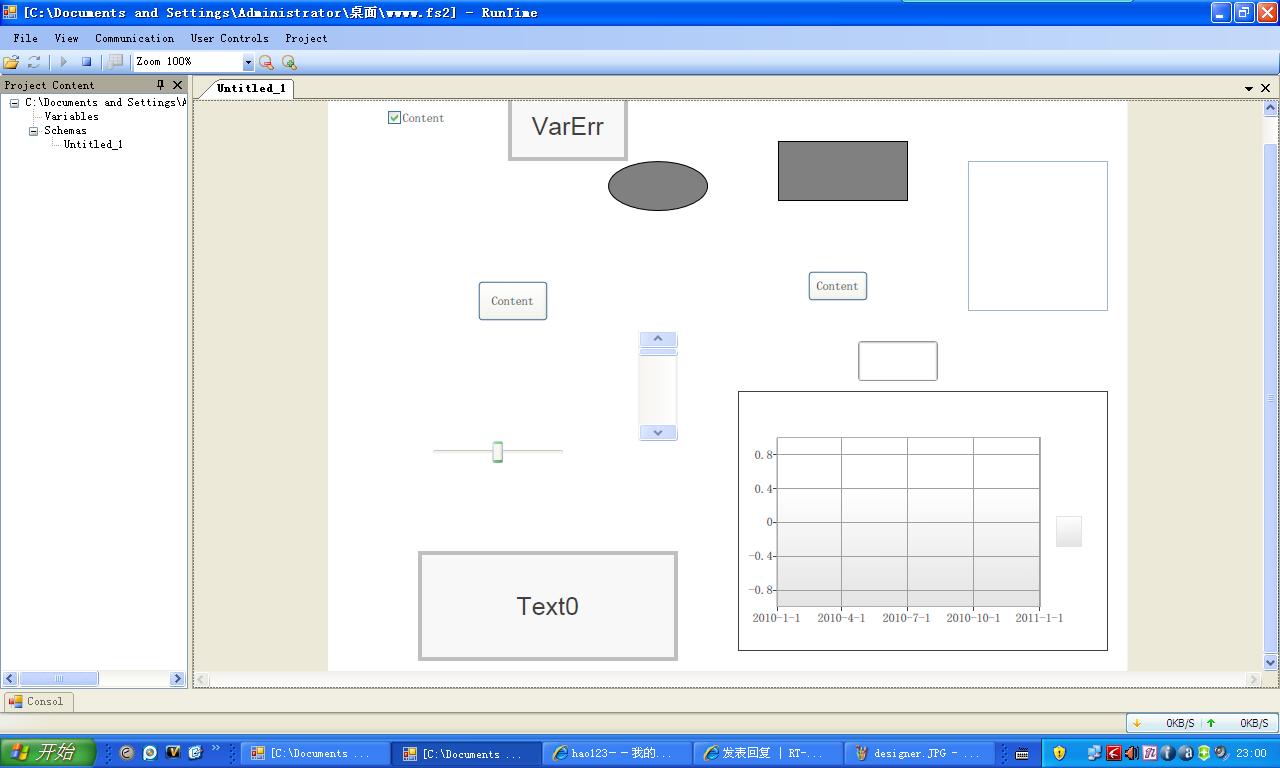 [C:\Documents and Settings\Administrator\桌面\wwww.fs2] - RunTime
File View Communication User Controls Project
Zoom 100%
Project Content
Untitled_1
C:\Documents and Settings\A
Variables
Schemas
Untitled_1
Content
VarErr
Content
Content
Text0
0.8
0.4
0
-0.4
-0.8
2010-1-1 2010-4-1 2010-7-1 2010-10-1 2011-1-1
Consol
0KB/S 0KB/S
开始
[C:\Documents ...
[C:\Documents ...
hao123--我的...
发表回复 | RT-...
designer.JPG - ...
23:00